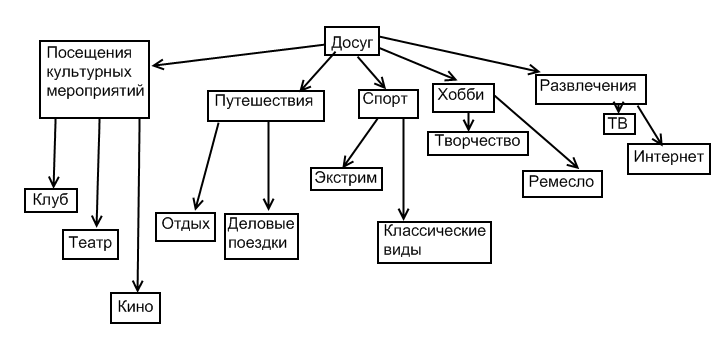 Досуг
Посещения
культурных
мероприятий
Путешествия
Спорт
Хобби
Развлечения
Творчество
ТВ
Интернет
Экстрим
Ремесло
Клуб
Театр
Кино
Отдых
Деловые
поездки
Классические
виды